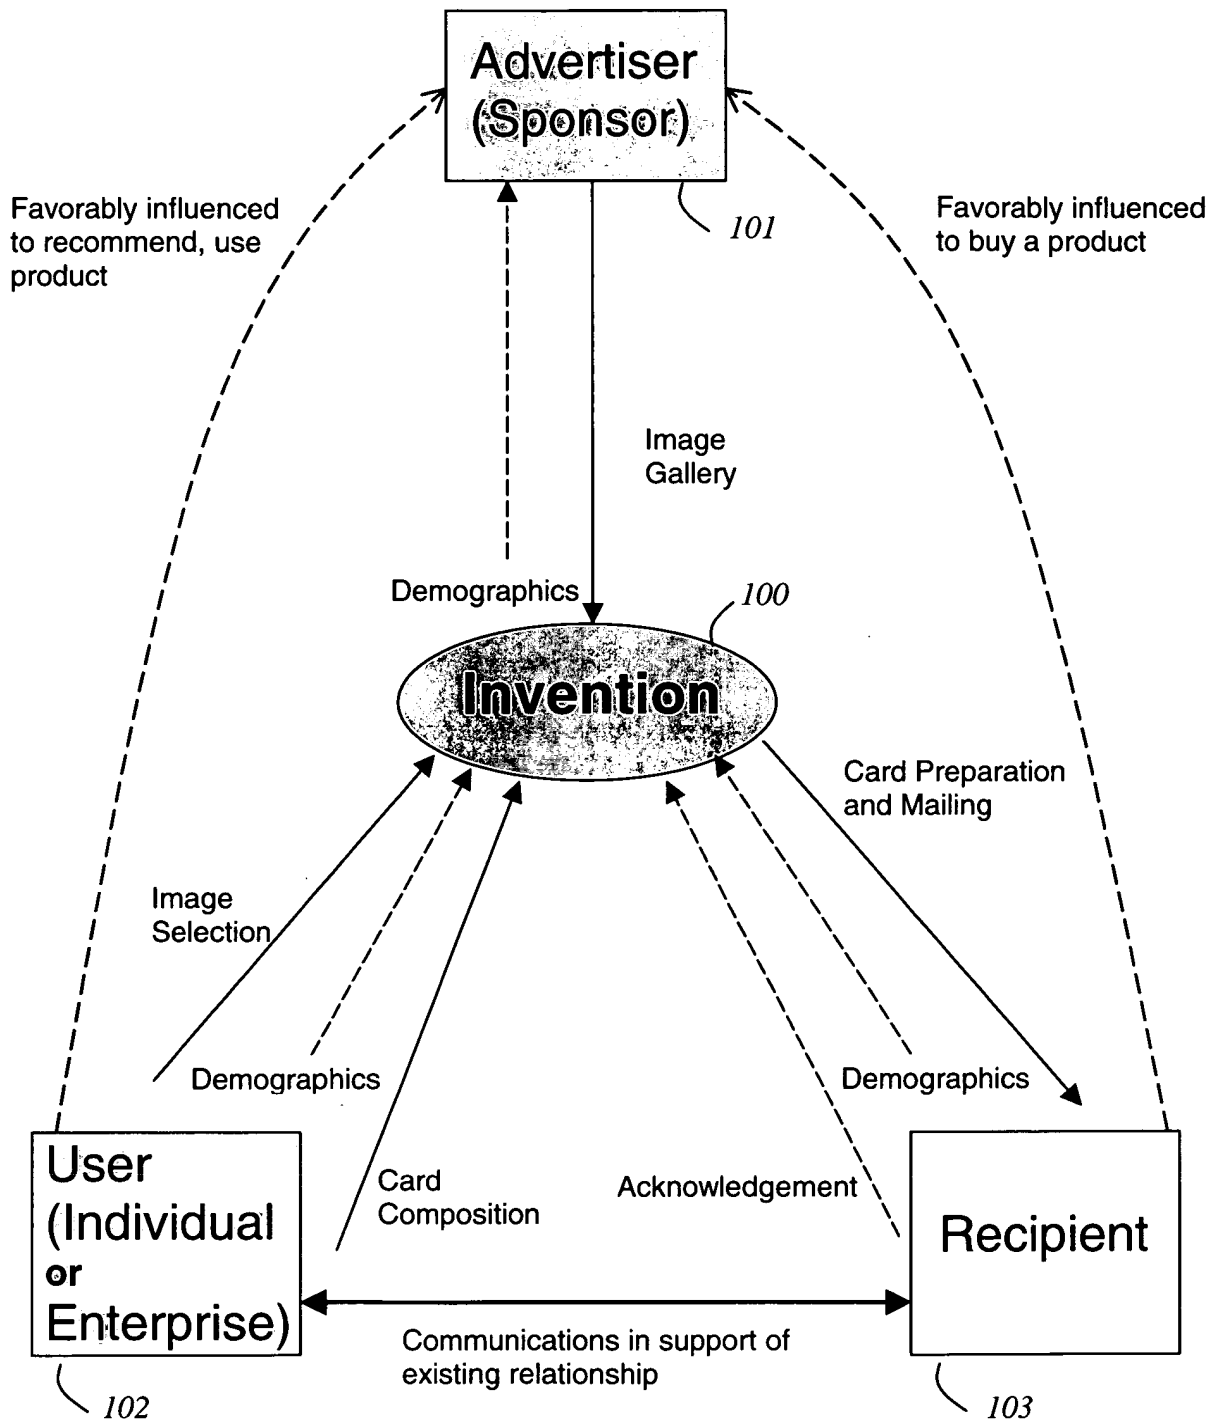 Advertiser
(Sponsor)
101
Favorably influenced
to recommend, use
product
Favorably influenced
to buy a product
Image
Gallery
Demographics
100
Invention
Card Preparation
and Mailing
Image
Selection
Demographics
Demographics
User
(Individual
or
Enterprise)
Card
Composition
Acknowledgement
Recipient
Communications in support of
existing relationship
102
103